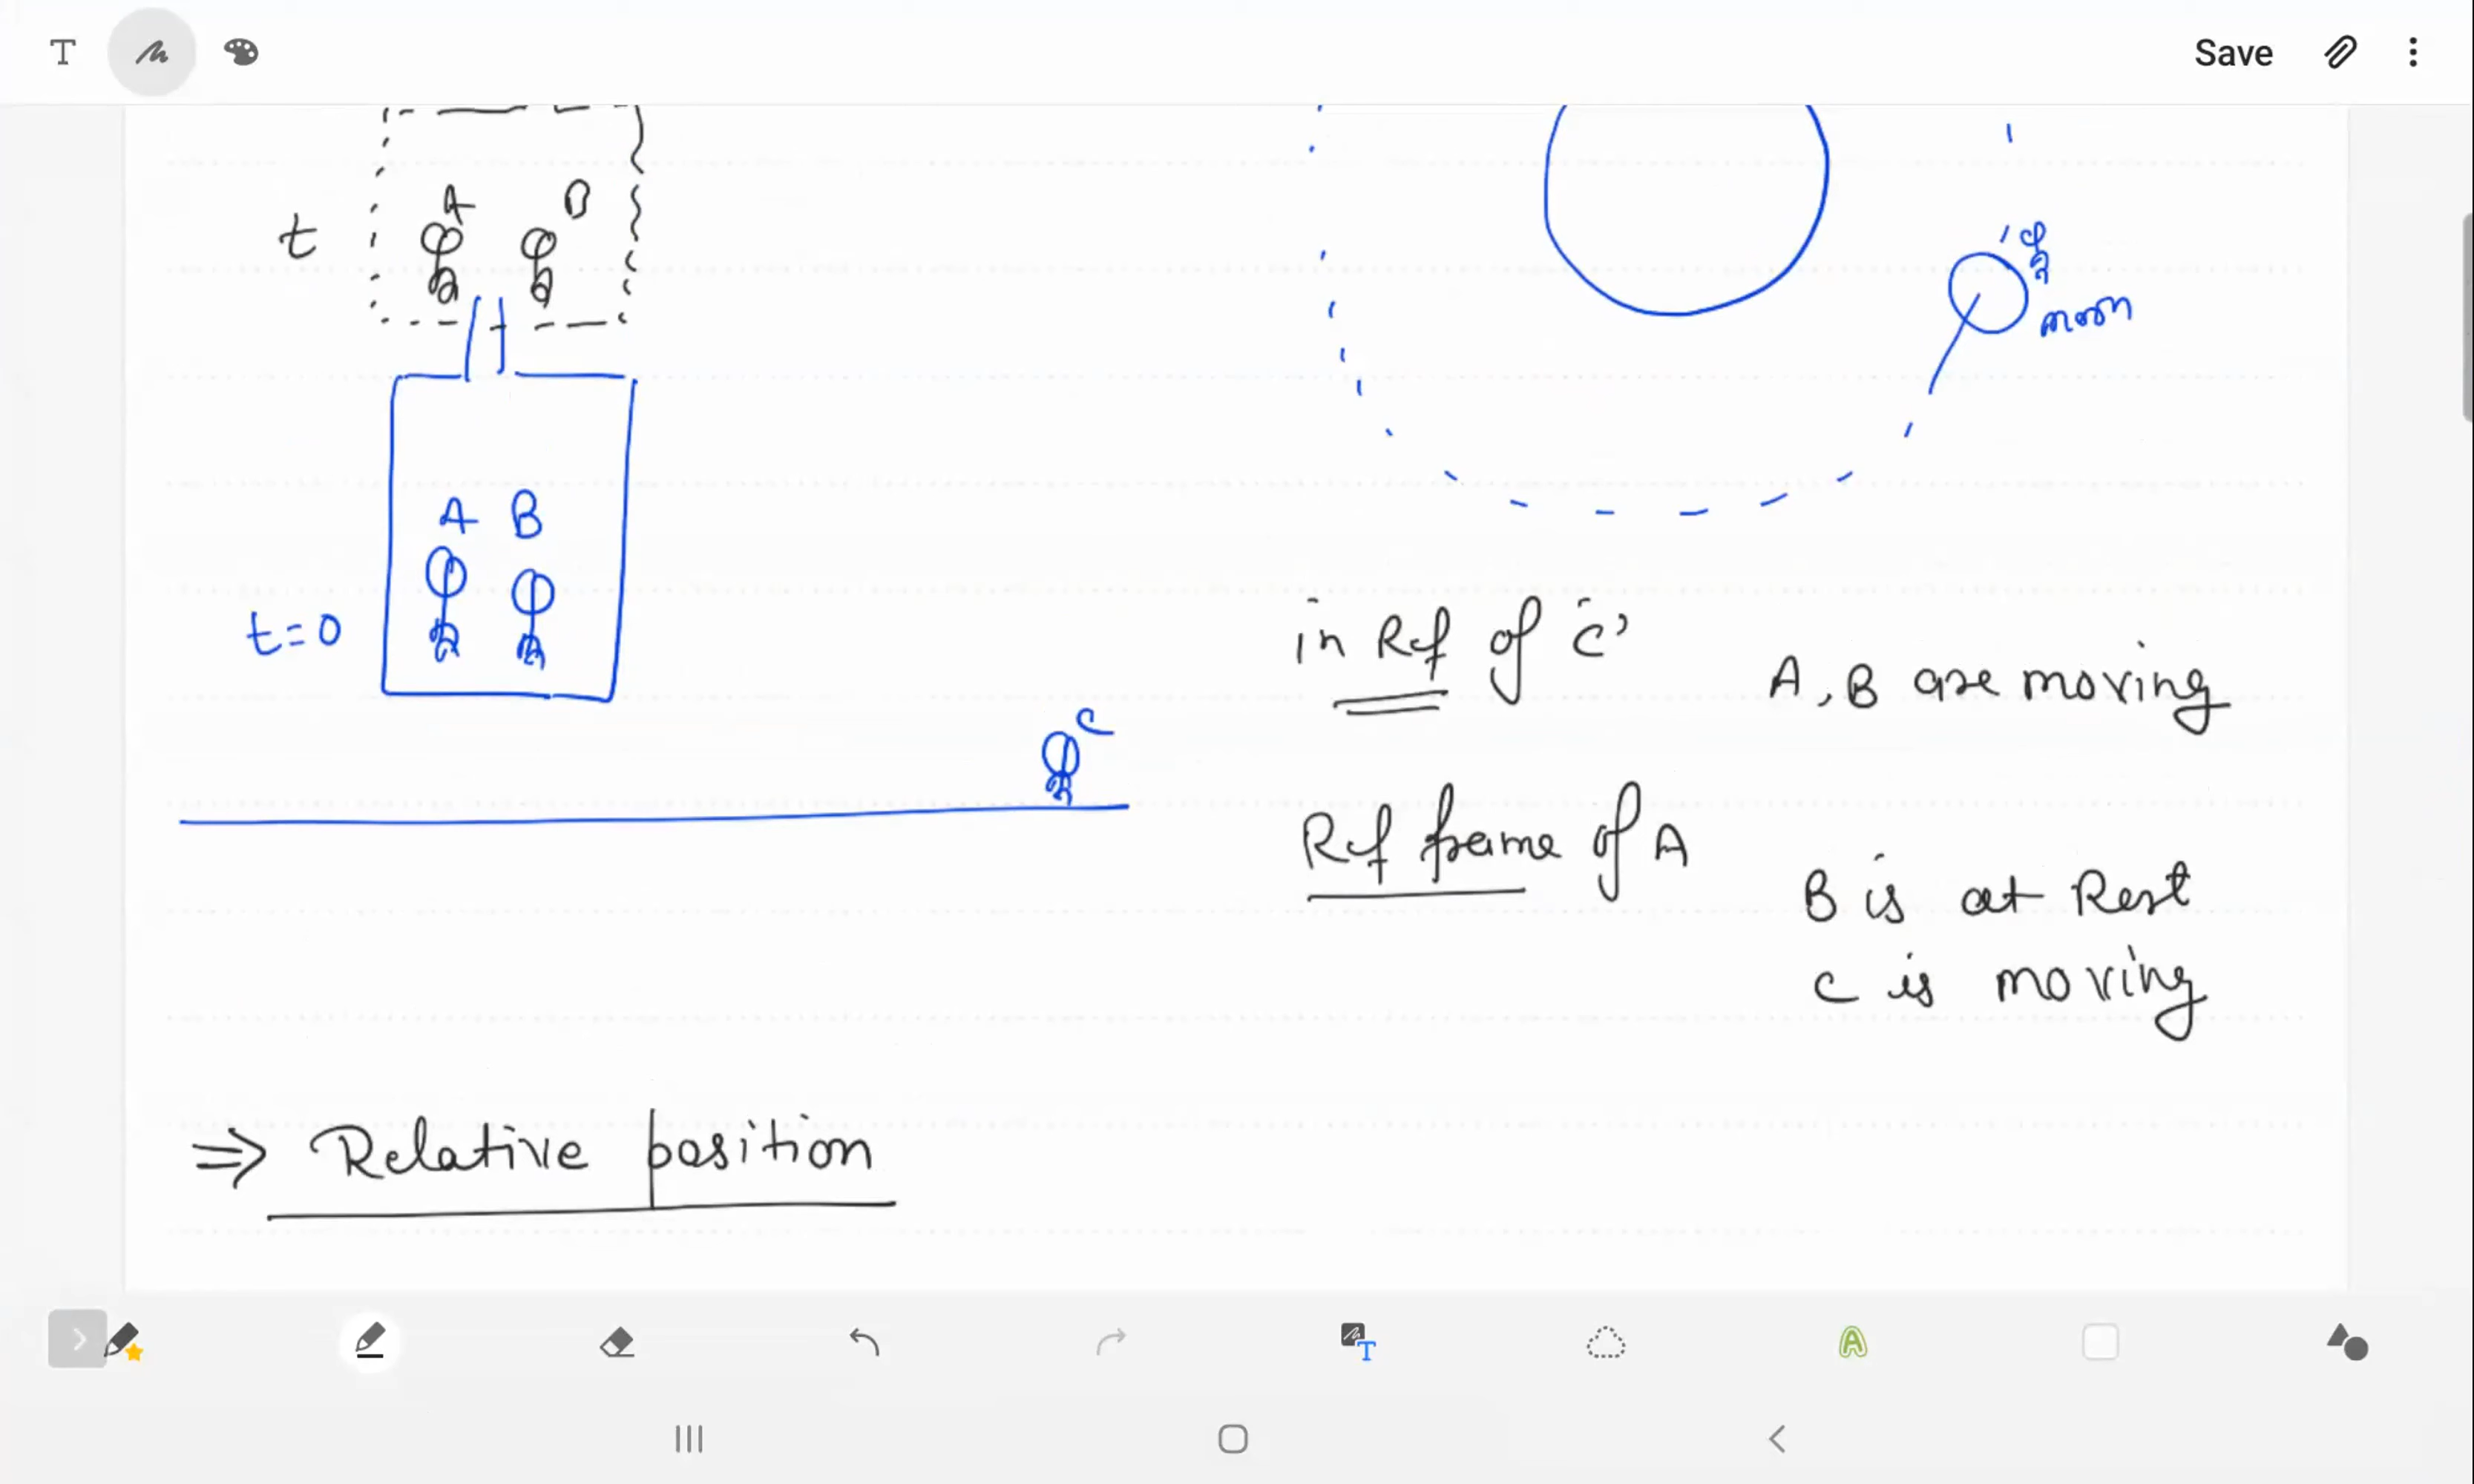 Save
A B
t
moon
A B
t=0
in Ref of 'C'
A, B are moving
C
Ref frame of A
B is at Rest
C is moving
⇒ Relative position